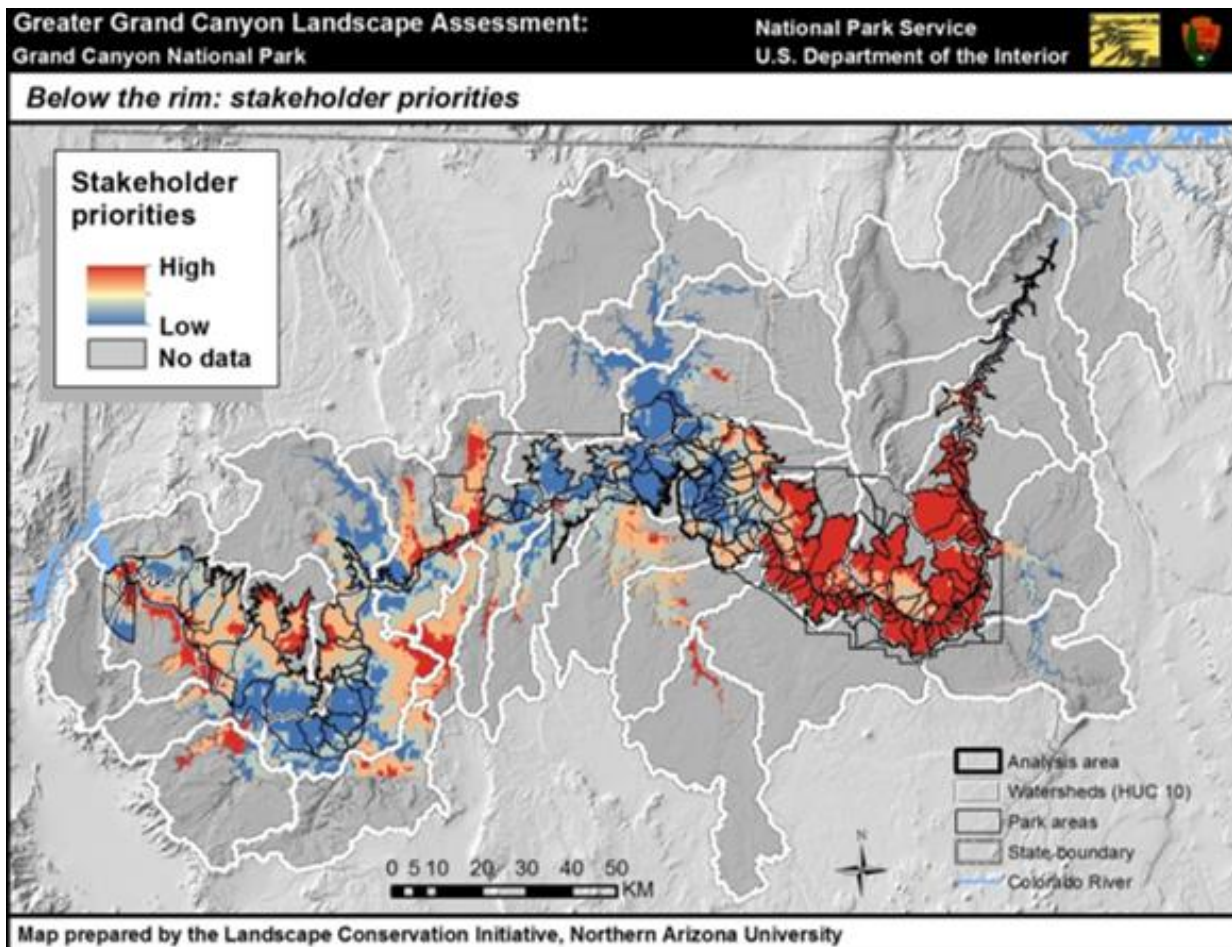 Greater Grand Canyon Landscape Assessment:
Grand Canyon National Park
National Park Service
U.S. Department of the Interior
Below the rim: stakeholder priorities
Stakeholder
priorities
High
Low
No data
Analysis area
Watersheds (HUC 10)
Park areas
State boundary
Colorado River
N
0 5 10 20 30 40 50
KM
Map prepared by the Landscape Conservation Initiative, Northern Arizona University